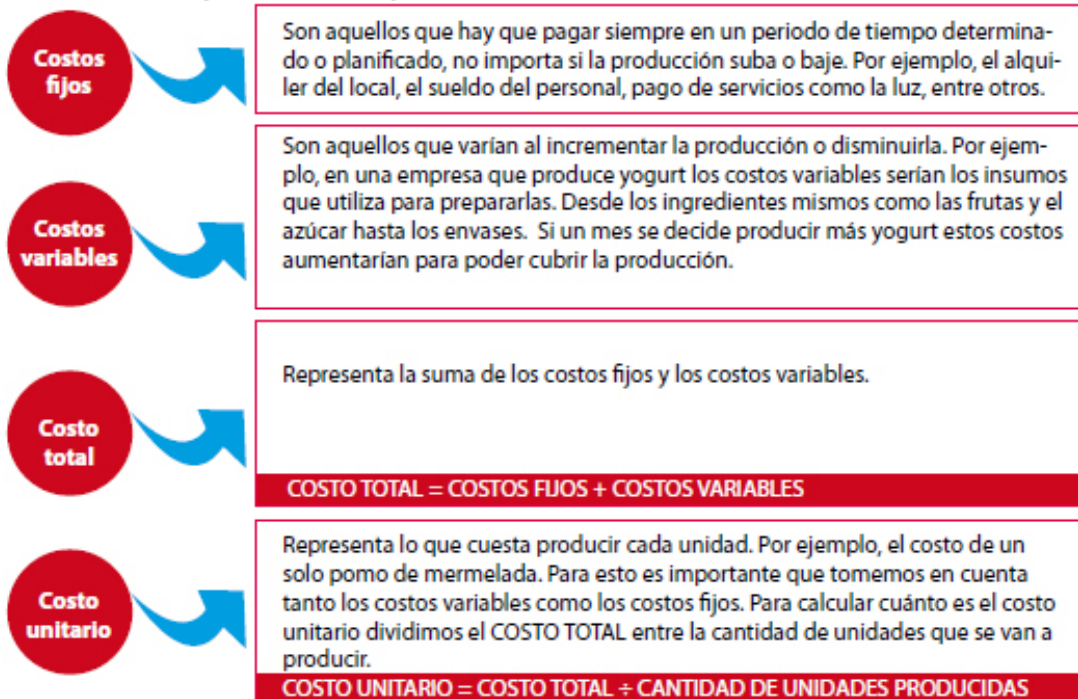 Costos
fijos
Son aquellos que hay que pagar siempre en un periodo de tiempo determina-
do o planificado, no importa si la producción suba o baje. Por ejemplo, el alqui-
ler del local, el sueldo del personal, pago de servicios como la luz, entre otros.
Costos
variables
Son aquellos que varían al incrementar la producción o disminuirla. Por ejem-
plo, en una empresa que produce yogurt los costos variables serían los insumos
que utiliza para prepararlas. Desde los ingredientes mismos como las frutas y el
azúcar hasta los envases. Si un mes se decide producir más yogurt estos costos
aumentarían para poder cubrir la producción.
Costo
total
Representa la suma de los costos fijos y los costos variables.
COSTO TOTAL = COSTOS FIJOS + COSTOS VARIABLES
Costo
unitario
Representa lo que cuesta producir cada unidad. Por ejemplo, el costo de un
solo pomo de mermelada. Para esto es importante que tomemos en cuenta
tanto los costos variables como los costos fijos. Para calcular cuánto es el costo
unitario dividimos el COSTO TOTAL entre la cantidad de unidades que se van a
producir.
COSTO UNITARIO = COSTO TOTAL ÷ CANTIDAD DE UNIDADES PRODUCIDAS